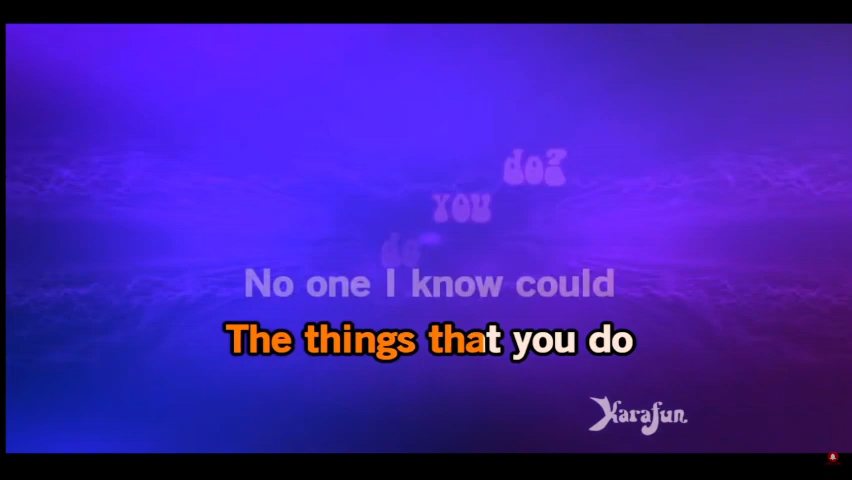 do?
you
do
No one I know could
The things that you do
Karafun